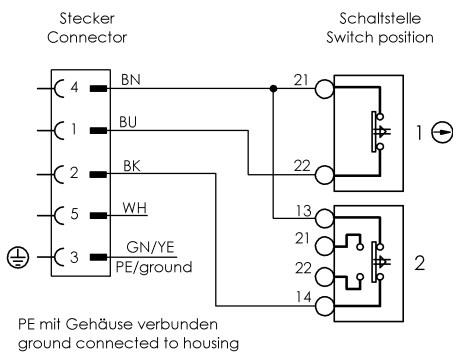 Stecker
Connector
Schaltstelle
Switch position
4 BN 21
1 BU
1
2 BK 22
5 WH 13
21
2
3 GN/YE 22
PE/ground
14
PE mit Gehäuse verbunden
ground connected to housing